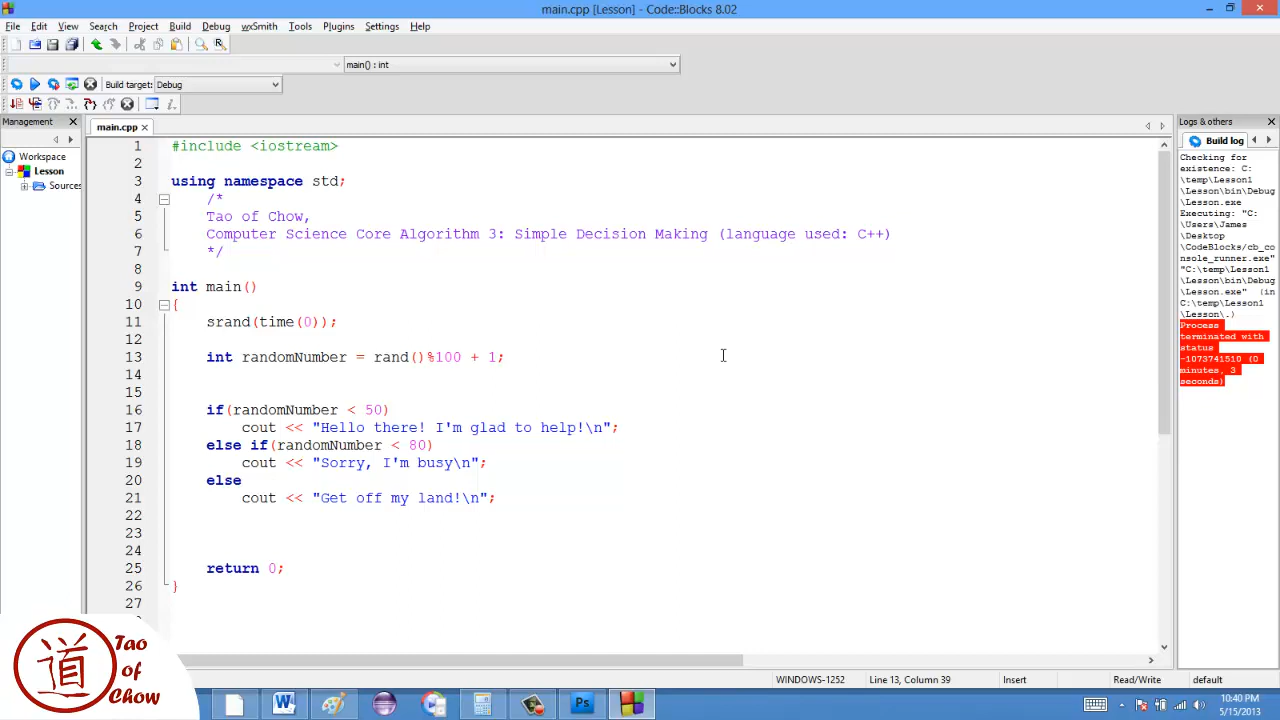 main.cpp [Lesson] - Code::Blocks 8.02
File Edit View Search Project Build Debug wxSmith Tools Plugins Settings Help
main() : int
Build target: Debug
Management
main.cpp
Logs & others
Workspace
Lesson
Sources
Build log
1 #include <iostream>
2
3 using namespace std;
4 /*
5 Tao of Chow,
6 Computer Science Core Algorithm 3: Simple Decision Making (language used: C++)
7 */
8
9 int main()
10 {
11 srand(time(0));
12
13 int randomNumber = rand()%100 + 1;
14
15
16 if(randomNumber < 50)
17 cout << "Hello there! I'm glad to help!\n";
18 else if(randomNumber < 80)
19 cout << "Sorry, I'm busy\n";
20 else
21 cout << "Get off my land!\n";
22
23
24
25 return 0;
26 }
27
Checking for
existence: C:
\temp\Lesson1
\Lesson\bin\Debug
\Lesson.exe
Executing: "C:
\Users\James
\Desktop
\CodeBlocks/cb_co
nsole_runner.exe"
"C:\temp\Lesson1
\Lesson\bin\Debug
\Lesson.exe" (in
C:\temp\Lesson1
\Lesson\.)
Process
terminated with
status
-1073741510 (0
minutes, 3
seconds)
道
Tao
of
Chow
WINDOWS-1252 Line 13, Column 39 Insert Read/Write default
W
Ps
10:40 PM
5/15/2013